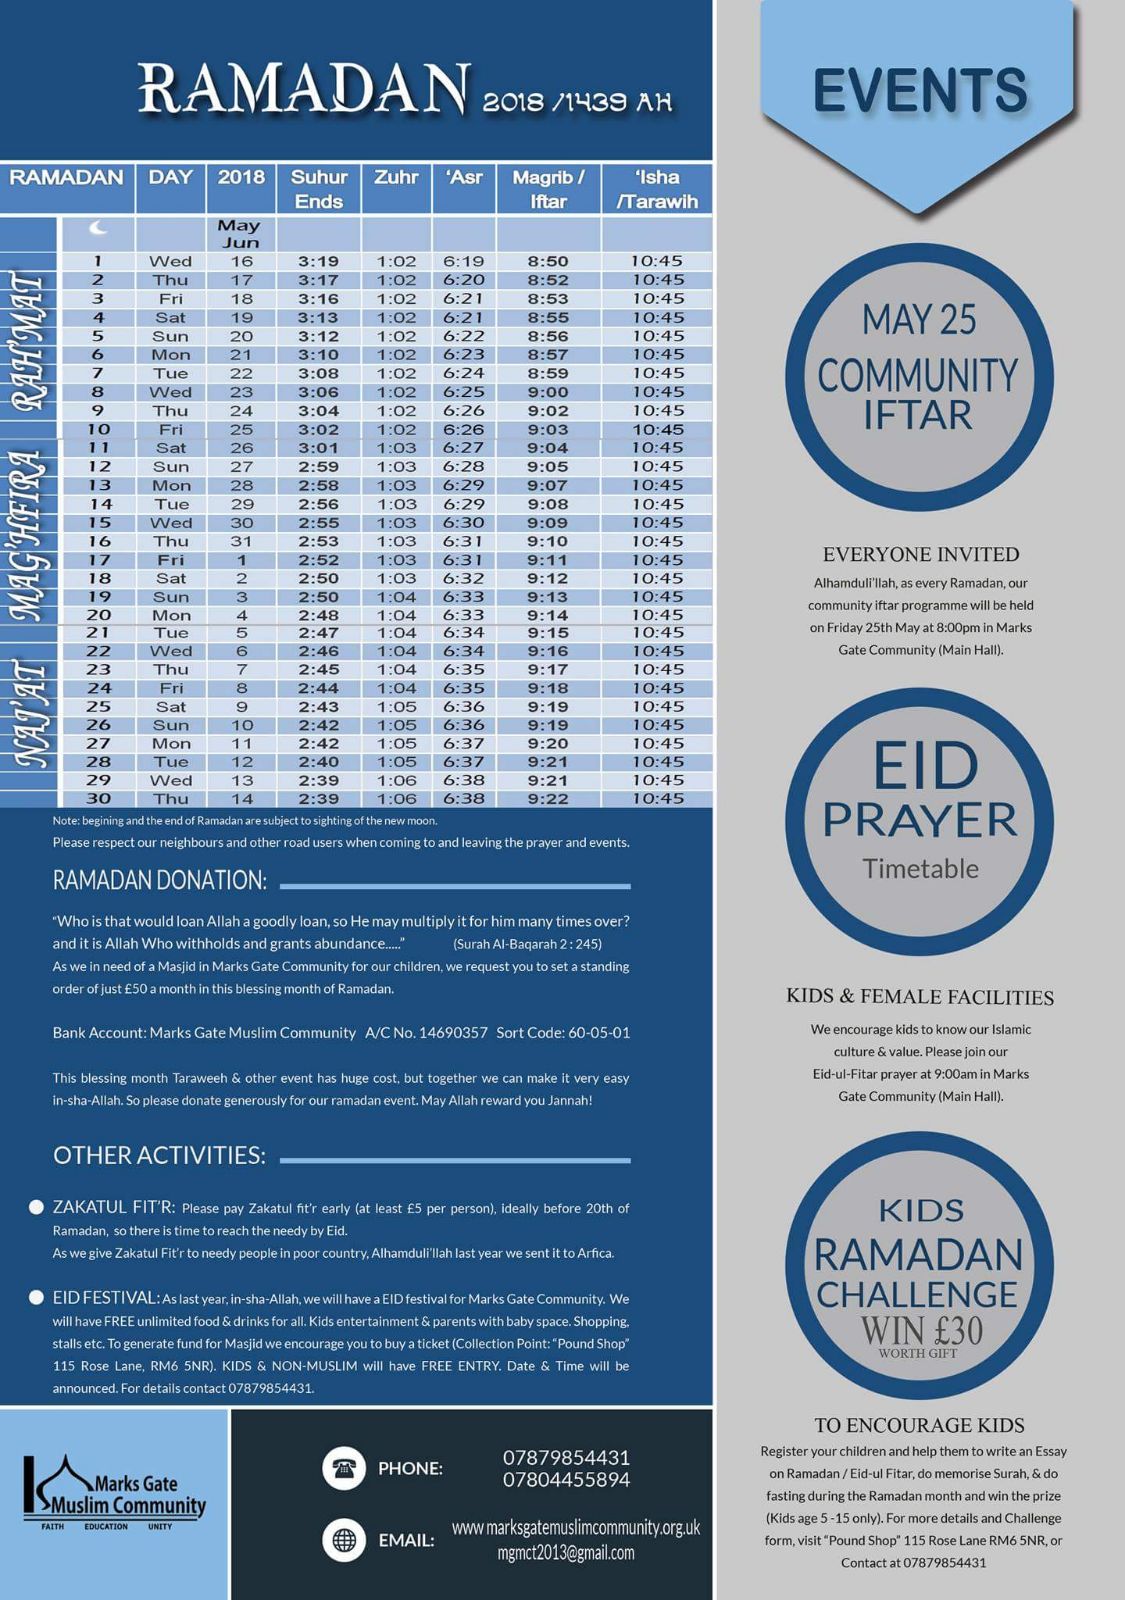 RAMADAN 2018 /1439 AH
RAMADAN DAY 2018 Suhur Ends Zuhr ‘Asr Magrib / Iftar ‘Isha /Tarawih
May
Jun
RAH'MAT
1 Wed 16 3:19 1:02 6:19 8:50 10:45
2 Thu 17 3:17 1:02 6:20 8:52 10:45
3 Fri 18 3:16 1:02 6:21 8:53 10:45
4 Sat 19 3:13 1:02 6:21 8:55 10:45
5 Sun 20 3:12 1:02 6:22 8:56 10:45
6 Mon 21 3:10 1:02 6:23 8:57 10:45
7 Tue 22 3:08 1:02 6:24 8:59 10:45
8 Wed 23 3:06 1:02 6:25 9:00 10:45
9 Thu 24 3:04 1:02 6:26 9:02 10:45
10 Fri 25 3:02 1:02 6:26 9:03 10:45
MAG'HFIRA
11 Sat 26 3:01 1:03 6:27 9:04 10:45
12 Sun 27 2:59 1:03 6:28 9:05 10:45
13 Mon 28 2:58 1:03 6:29 9:07 10:45
14 Tue 29 2:56 1:03 6:29 9:08 10:45
15 Wed 30 2:55 1:03 6:30 9:09 10:45
16 Thu 31 2:53 1:03 6:31 9:10 10:45
17 Fri 1 2:52 1:03 6:31 9:11 10:45
18 Sat 2 2:50 1:03 6:32 9:12 10:45
19 Sun 3 2:50 1:04 6:33 9:13 10:45
20 Mon 4 2:48 1:04 6:33 9:14 10:45
NAJ'AT
21 Tue 5 2:47 1:04 6:34 9:15 10:45
22 Wed 6 2:46 1:04 6:34 9:16 10:45
23 Thu 7 2:45 1:04 6:35 9:17 10:45
24 Fri 8 2:44 1:04 6:35 9:18 10:45
25 Sat 9 2:43 1:05 6:36 9:19 10:45
26 Sun 10 2:42 1:05 6:36 9:19 10:45
27 Mon 11 2:42 1:05 6:37 9:20 10:45
28 Tue 12 2:40 1:05 6:37 9:21 10:45
29 Wed 13 2:39 1:06 6:38 9:21 10:45
30 Thu 14 2:39 1:06 6:38 9:22 10:45
Note: begining and the end of Ramadan are subject to sighting of the new moon.
Please respect our neighbours and other road users when coming to and leaving the prayer and events.
RAMADAN DONATION:
“Who is that would loan Allah a goodly loan, so He may multiply it for him many times over?
and it is Allah Who withholds and grants abundance.....” (Surah Al-Baqarah 2 : 245)
As we in need of a Masjid in Marks Gate Community for our children, we request you to set a standing
order of just £50 a month in this blessing month of Ramadan.
Bank Account: Marks Gate Muslim Community A/C No. 14690357 Sort Code: 60-05-01
This blessing month Taraweeh & other event has huge cost, but together we can make it very easy
in-sha-Allah. So please donate generously for our ramadan event. May Allah reward you Jannah!
OTHER ACTIVITIES:
ZAKATUL FIT’R: Please pay Zakatul fit’r early (at least £5 per person), ideally before 20th of
Ramadan, so there is time to reach the needy by Eid.
As we give Zakatul Fit’r to needy people in poor country, Alhamduli’llah last year we sent it to Arfica.
EID FESTIVAL: As last year, in-sha-Allah, we will have a EID festival for Marks Gate Community. We
will have FREE unlimited food & drinks for all. Kids entertainment & parents with baby space. Shopping,
stalls etc. To generate fund for Masjid we encourage you to buy a ticket (Collection Point: “Pound Shop”
115 Rose Lane, RM6 5NR). KIDS & NON-MUSLIM will have FREE ENTRY. Date & Time will be
announced. For details contact 07879854431.
Marks Gate
Muslim Community
FAITH EDUCATION UNITY
PHONE: 07879854431
07804455894
EMAIL: www.marksgatemuslimcommunity.org.uk
mgmct2013@gmail.com
EVENTS
MAY 25
COMMUNITY
IFTAR
EVERYONE INVITED
Alhamduli’llah, as every Ramadan, our
community iftar programme will be held
on Friday 25th May at 8:00pm in Marks
Gate Community (Main Hall).
EID
PRAYER
Timetable
KIDS & FEMALE FACILITIES
We encourage kids to know our Islamic
culture & value. Please join our
Eid-ul-Fitar prayer at 9:00am in Marks
Gate Community (Main Hall).
KIDS
RAMADAN
CHALLENGE
WIN £30
WORTH GIFT
TO ENCOURAGE KIDS
Register your children and help them to write an Essay
on Ramadan / Eid-ul Fitar, do memorise Surah, & do
fasting during the Ramadan month and win the prize
(Kids age 5 -15 only). For more details and Challenge
form, visit “Pound Shop” 115 Rose Lane RM6 5NR, or
Contact at 07879854431